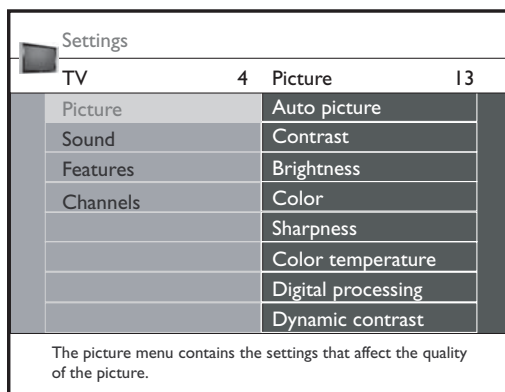 Settings
TV 4 Picture 13
Picture Auto picture
Sound Contrast
Features Brightness
Channels Color
Sharpness
Color temperature
Digital processing
Dynamic contrast
The picture menu contains the settings that affect the quality
of the picture.